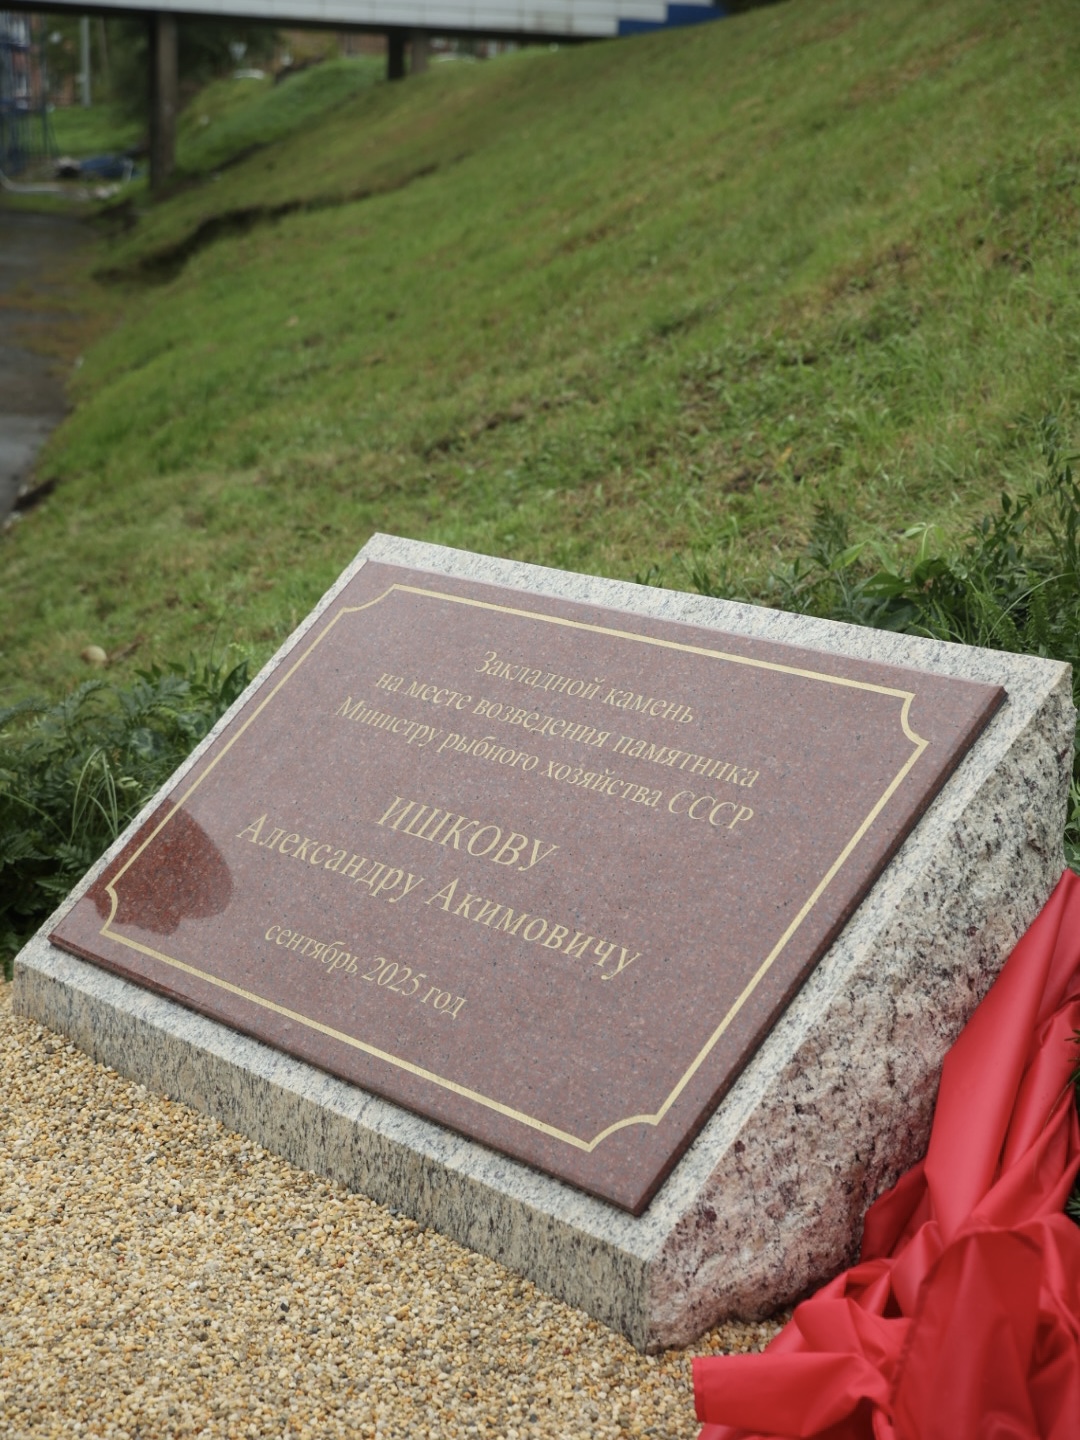 Закладной камень
на месте возведения памятника
Министру рыбного хозяйства СССР
ИШКОВУ
Александру Акимовичу
сентябрь 2025 год